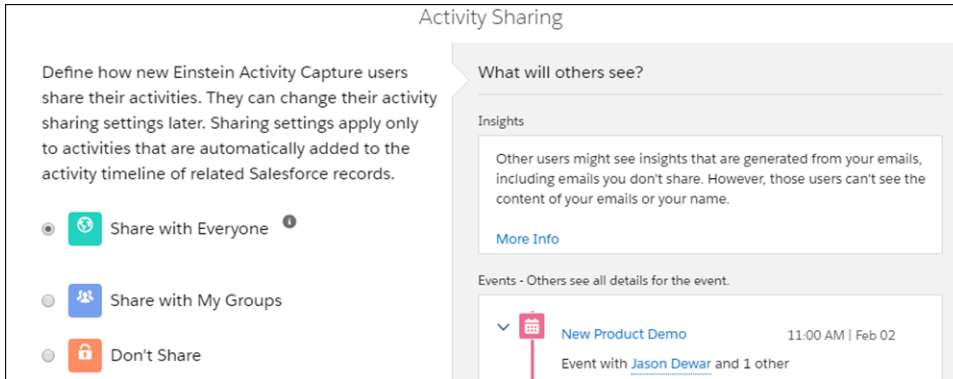 Activity Sharing
Define how new Einstein Activity Capture users
share their activities. They can change their activity
sharing settings later. Sharing settings apply only
to activities that are automatically added to the
activity timeline of related Salesforce records.
Share with Everyone
Share with My Groups
Don't Share
What will others see?
Insights
Other users might see insights that are generated from your emails,
including emails you don't share. However, those users can't see the
content of your emails or your name.
More Info
Events - Others see all details for the event.
New Product Demo 11:00 AM | Feb 02
Event with Jason Dewar and 1 other